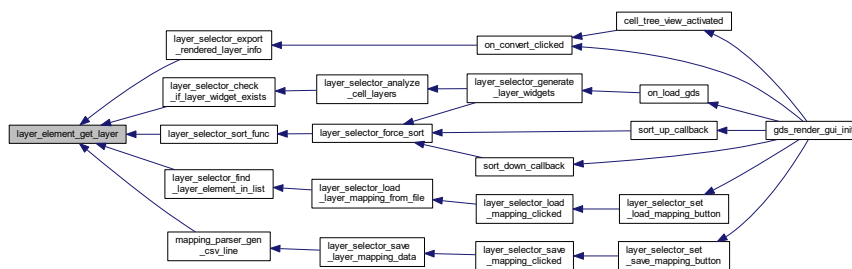 layer_element_get_layer
layer_selector_export
_rendered_layer_info
layer_selector_check
_if_layer_widget_exists
layer_selector_sort_func
layer_selector_find
_layer_element_in_list
mapping_parser_gen
_csv_line
layer_selector_analyze
_cell_layers
layer_selector_force_sort
layer_selector_load
_layer_mapping_from_file
layer_selector_save
_layer_mapping_data
on_convert_clicked
layer_selector_generate
_layer_widgets
sort_down_callback
layer_selector_load
_mapping_clicked
layer_selector_save
_mapping_clicked
cell_tree_view_activated
on_load_gds
sort_up_callback
layer_selector_set
_load_mapping_button
layer_selector_set
_save_mapping_button
gds_render_gui_init